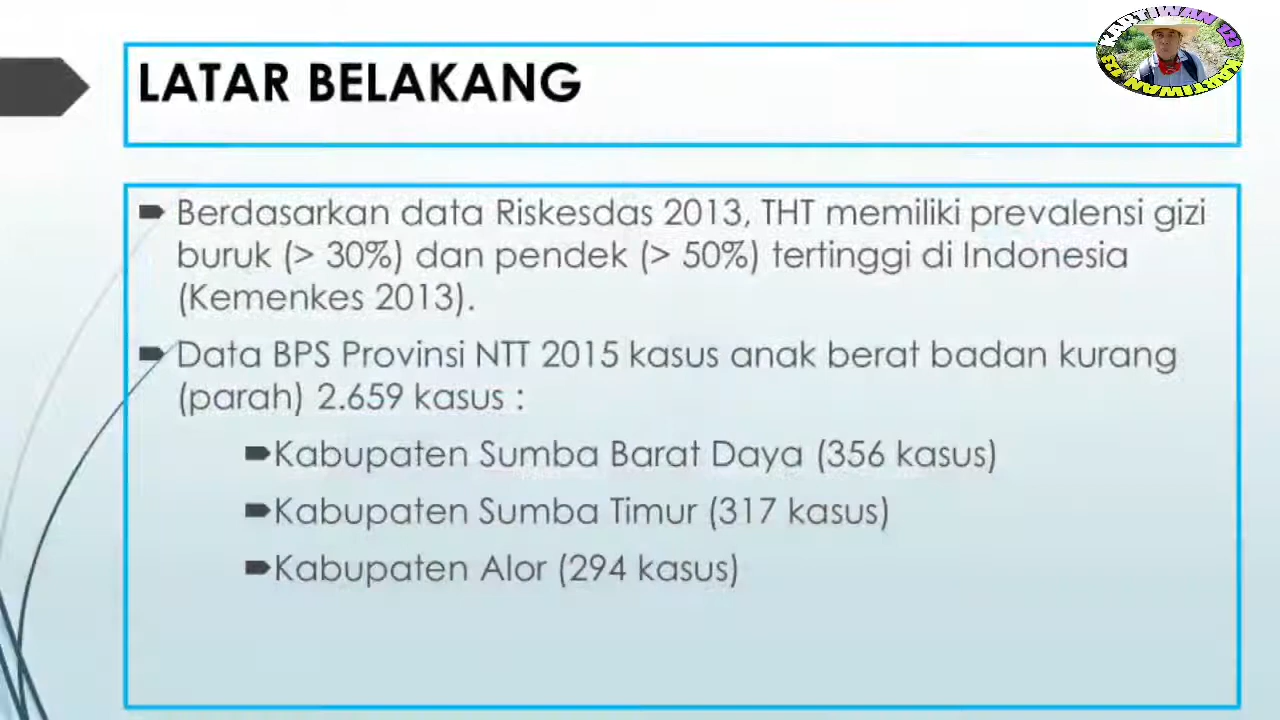 KARTIWAN D3
LATAR BELAKANG
Berdasarkan data Riskesdas 2013, THT memiliki prevalensi gizi
buruk (> 30%) dan pendek (> 50%) tertinggi di Indonesia
(Kemenkes 2013).
Data BPS Provinsi NTT 2015 kasus anak berat badan kurang
(parah) 2.659 kasus :
Kabupaten Sumba Barat Daya (356 kasus)
Kabupaten Sumba Timur (317 kasus)
Kabupaten Alor (294 kasus)